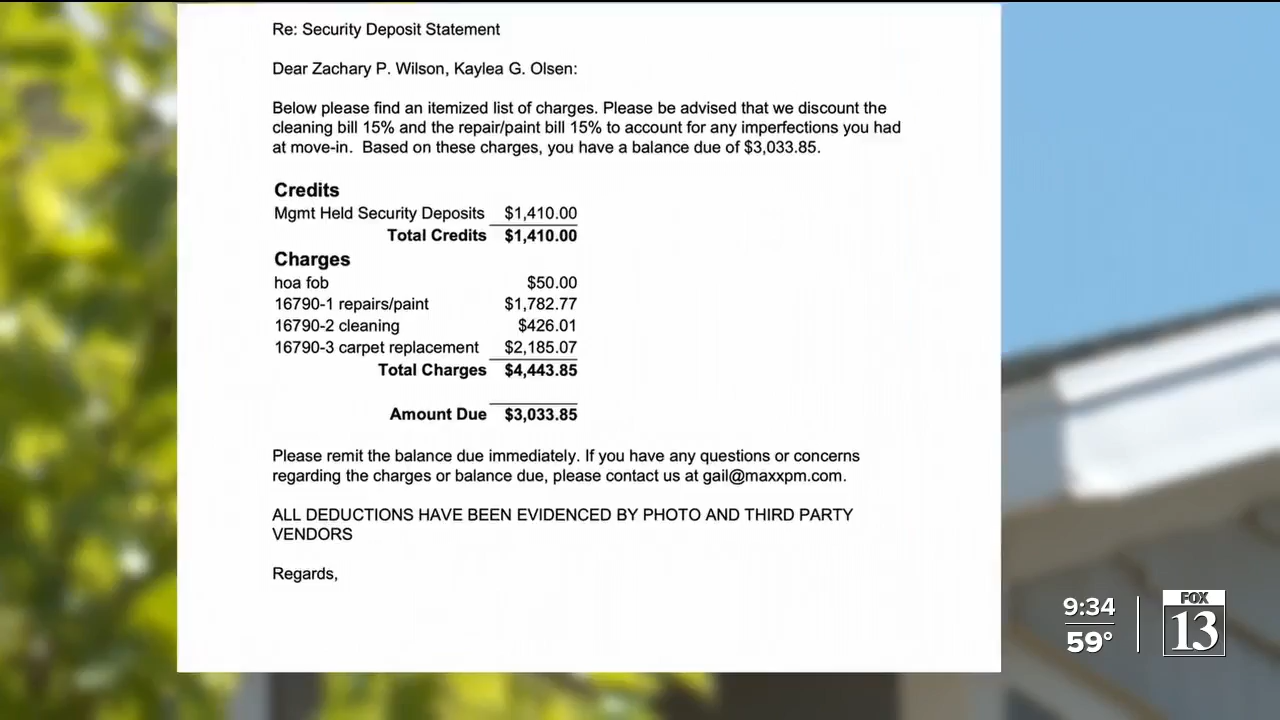 Re: Security Deposit Statement
Dear Zachary P. Wilson, Kaylea G. Olsen:
Below please find an itemized list of charges. Please be advised that we discount the
cleaning bill 15% and the repair/paint bill 15% to account for any imperfections you had
at move-in. Based on these charges, you have a balance due of $3,033.85.
Credits
Mgmt Held Security Deposits $1,410.00
Total Credits $1,410.00
Charges
hoa fob $50.00
16790-1 repairs/paint $1,782.77
16790-2 cleaning $426.01
16790-3 carpet replacement $2,185.07
Total Charges $4,443.85
Amount Due $3,033.85
Please remit the balance due immediately. If you have any questions or concerns
regarding the charges or balance due, please contact us at gail@maxxpm.com.
ALL DEDUCTIONS HAVE BEEN EVIDENCED BY PHOTO AND THIRD PARTY
VENDORS
Regards,
9:34
59°
FOX
13